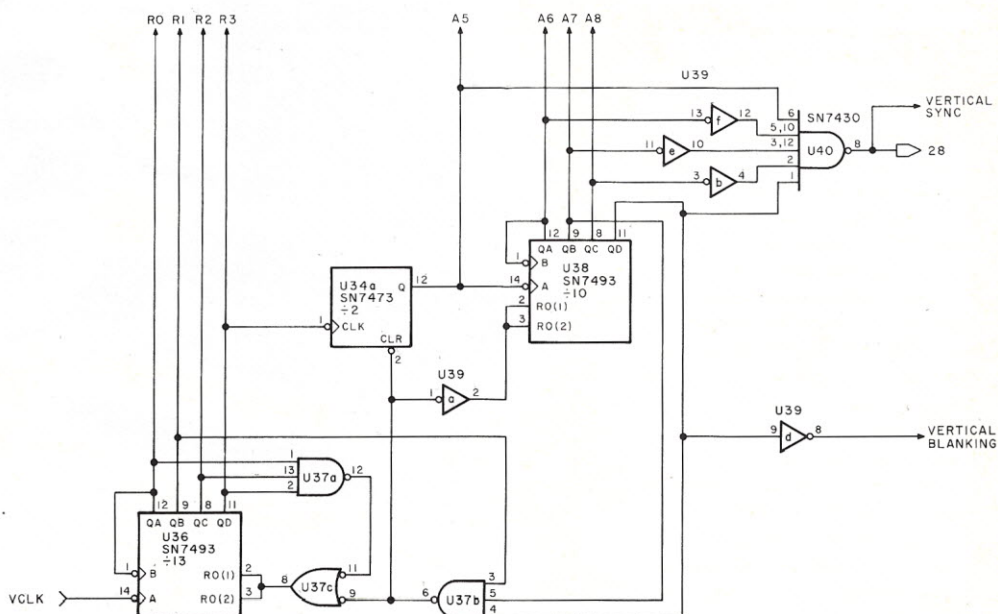 R0 R1 R2 R3 A5 A6 A7 A8
U39
VERTICAL
SYNC
13 f 12
6 SN7430
5,10
3,12
U40 8
28
11 e 10
2
3 b 4
1
12 9 8 11
QA QB QC QD
1 B
U38
SN7493
÷10
14 A
2 RO(1)
3 RO(2)
U34a
SN7473
÷2
Q 12
1 CLK
CLR
2
U39
1 a 2
U39
9 d 8
VERTICAL
BLANKING
1
13 U37a 12
2
12 9 8 11
QA QB QC QD
U36
SN7493
÷13
1 B
RO(1) 2
RO(2) 3
VCLK 14 A
8 U37c 11
9
6 U37b 3
5
4